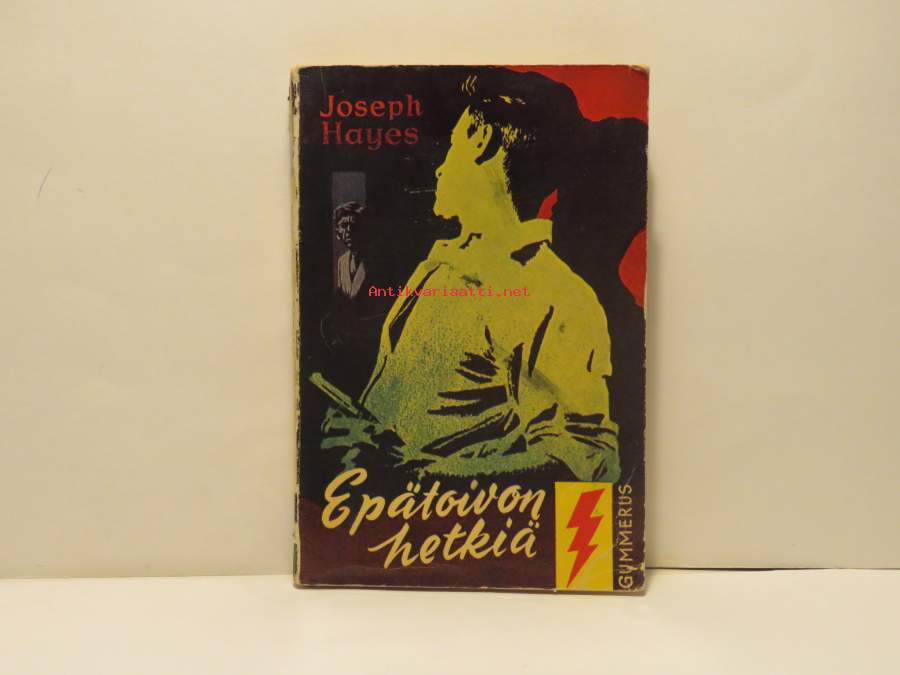 Joseph
Hayes
Antikvariaatti.net
Epätoivon
hetkiä
GUMMERUS